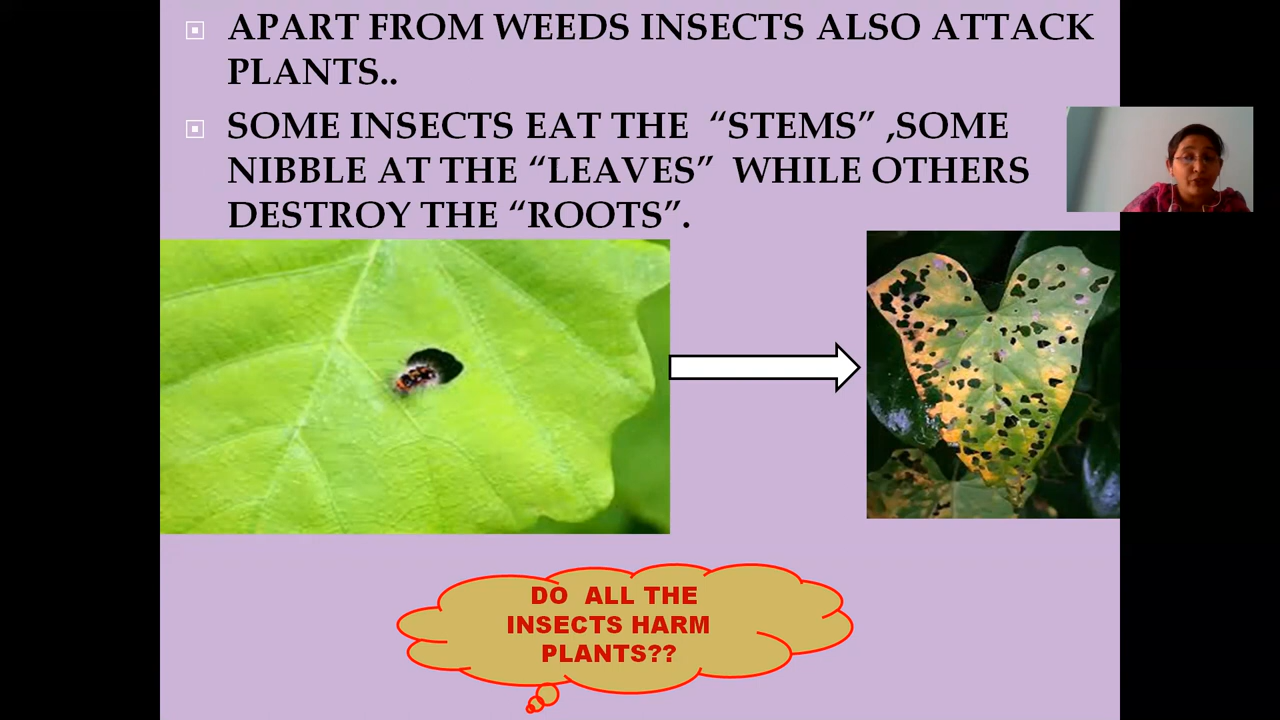 APART FROM WEEDS INSECTS ALSO ATTACK
PLANTS..
SOME INSECTS EAT THE “STEMS” ,SOME
NIBBLE AT THE “LEAVES” WHILE OTHERS
DESTROY THE “ROOTS”.
DO ALL THE
INSECTS HARM
PLANTS??